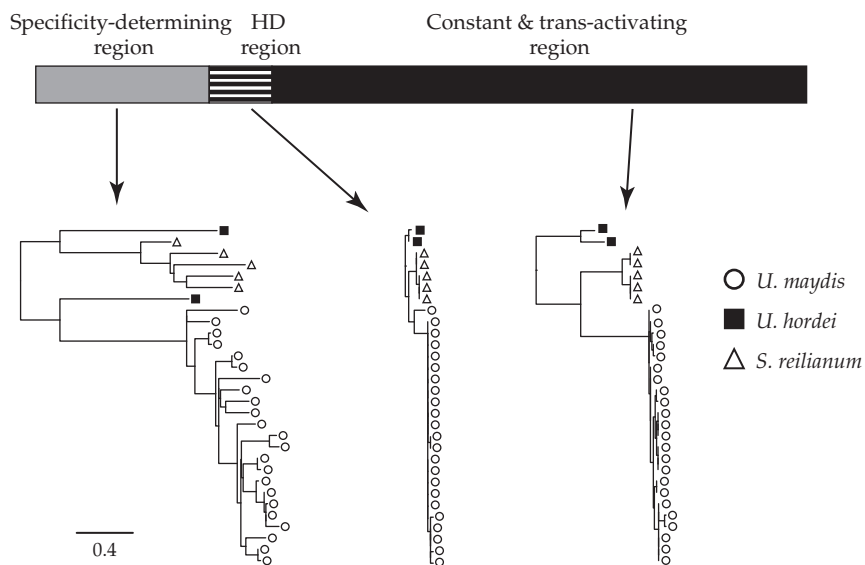 Specificity-determining
region
HD
region
Constant & trans-activating
region
U. maydis
U. hordei
S. reilianum
0.4